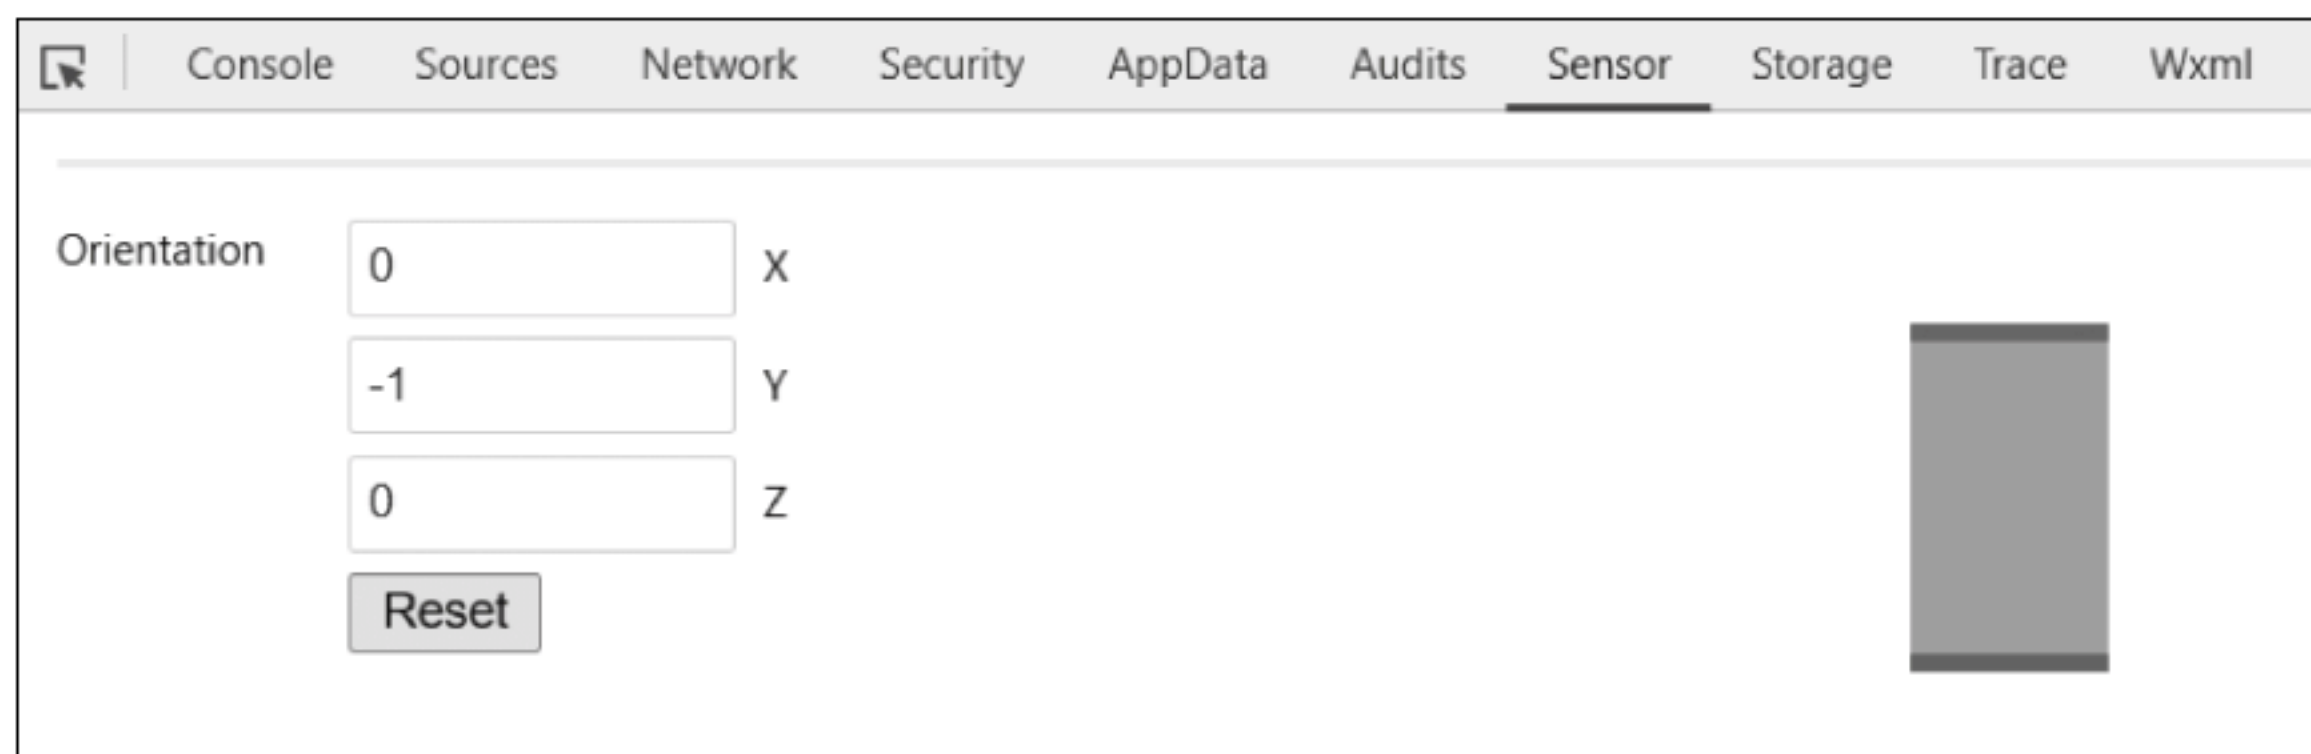 Console Sources Network Security AppData Audits Sensor Storage Trace Wxml
Orientation 0 X
-1 Y
0 Z
Reset